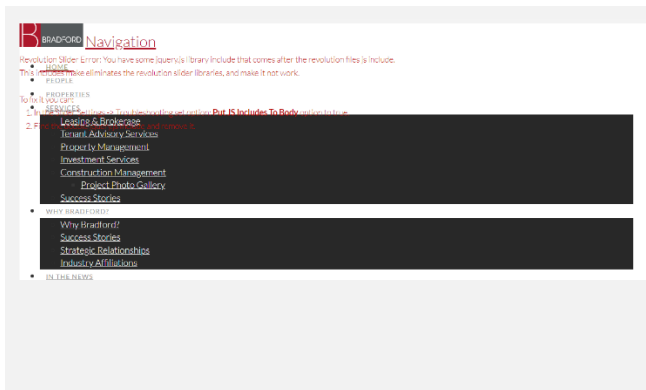 BRADFORD Navigation
Revolution Slider Error: You have some jquery.js library include that comes after the revolution files js include.
HOME
This includes make eliminates the revolution slider libraries, and make it not work.
PEOPLE
PROPERTIES
To fix it you can:
SERVICES
1. In the Slider Settings -> Troubleshooting set option: Put JS Includes To Body option to true.
Leasing & Brokerage
2. Find the and remove it.
Tenant Advisory Services
Property Management
Investment Services
Construction Management
Project Photo Gallery
Success Stories
WHY BRADFORD?
Why Bradford?
Success Stories
Strategic Relationships
Industry Affiliations
IN THE NEWS